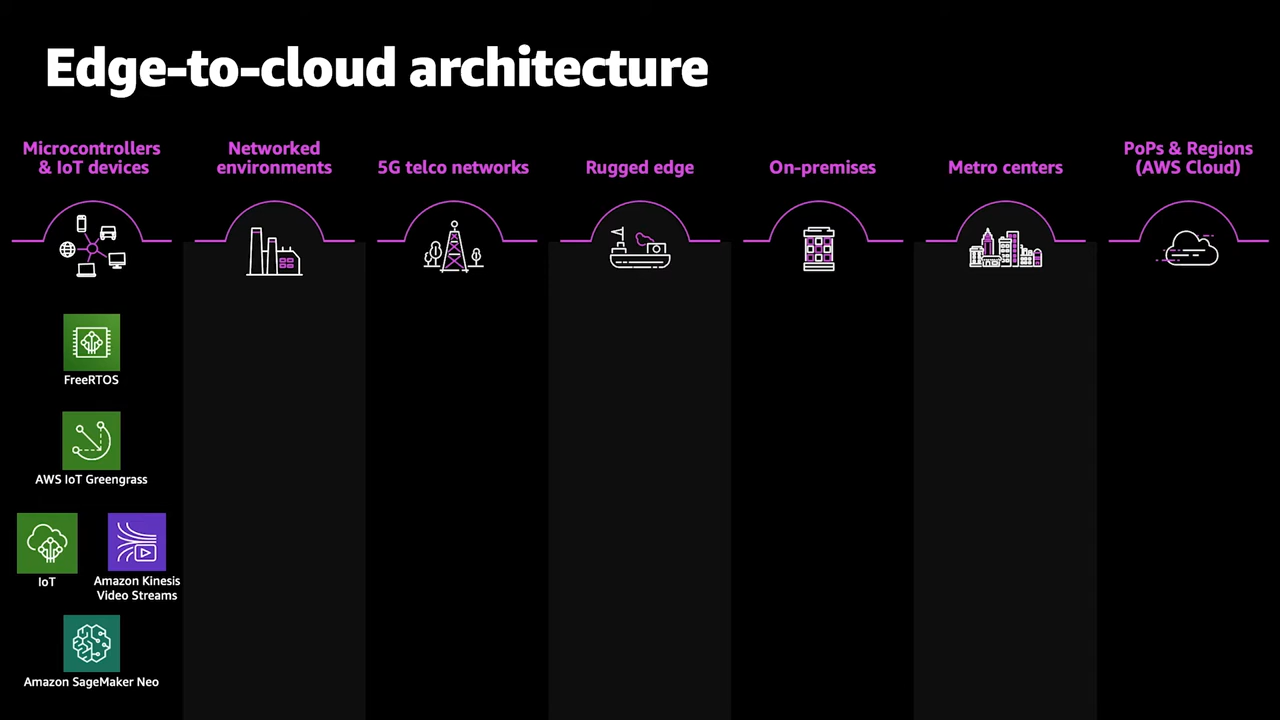 Edge-to-cloud architecture
Microcontrollers
& IoT devices
Networked
environments
5G telco networks
Rugged edge
On-premises
Metro centers
PoPs & Regions
(AWS Cloud)
FreeRTOS
AWS IoT Greengrass
IoT
Amazon Kinesis
Video Streams
Amazon SageMaker Neo